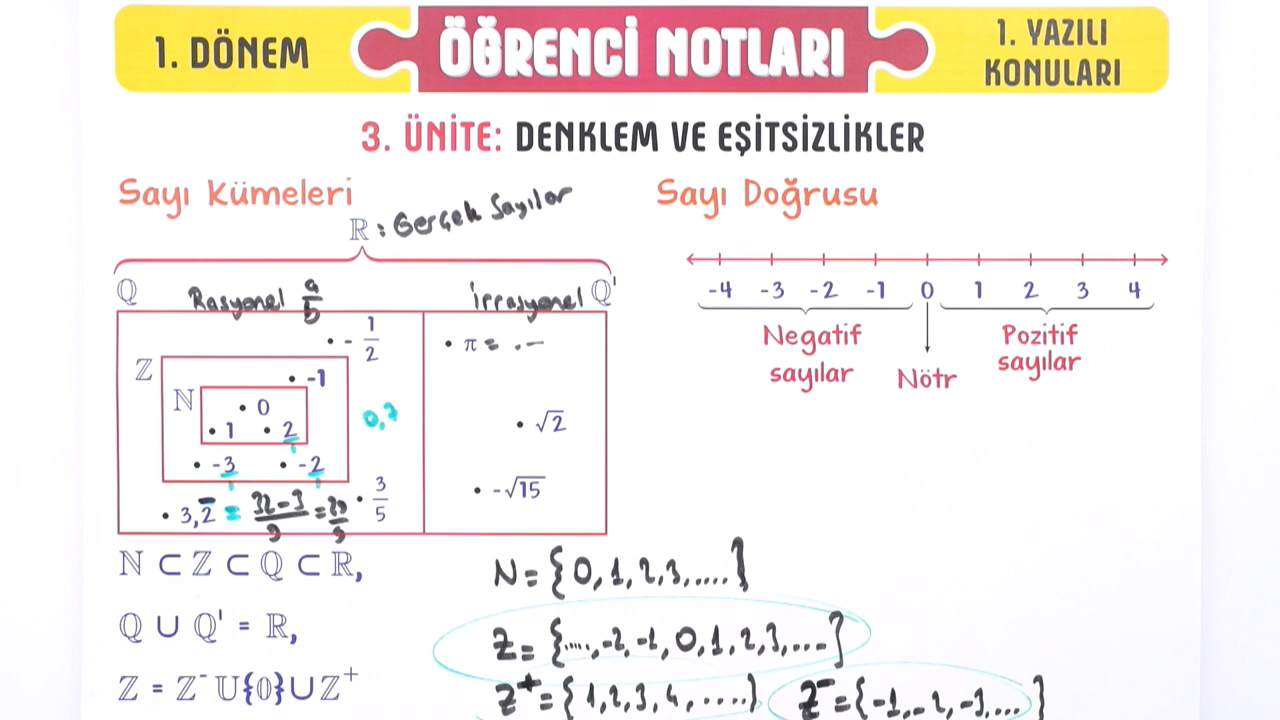 1. DÖNEM
ÖĞRENCİ NOTLARI
1. YAZILI
KONULARI
3. ÜNİTE: DENKLEM VE EŞİTSİZLİKLER
Sayı Kümeleri
ℝ : Gerçek Sayılar
ℚ Rasyonel a/b
İrrasyonel ℚ'
• - 1/2
ℤ
• -1
ℕ
• 0
• 1 • 2
0,7
• -3 • -2
• 3,2̅ = 32-3/9 = 29/9
• 3/5
• π = .-
• √2
• -√15
ℕ ⊂ ℤ ⊂ ℚ ⊂ ℝ,
ℚ ∪ ℚ' = ℝ,
ℤ = ℤ⁻ ∪ {0} ∪ ℤ⁺
Sayı Doğrusu
-4 -3 -2 -1 0 1 2 3 4
Negatif
sayılar
Nötr
Pozitif
sayılar
N = {0, 1, 2, 3, .....}
Z = {...., -2, -1, 0, 1, 2, 3, ....}
Z⁺ = {1, 2, 3, 4, .....}
Z⁻ = {-1, -2, -3, ...}